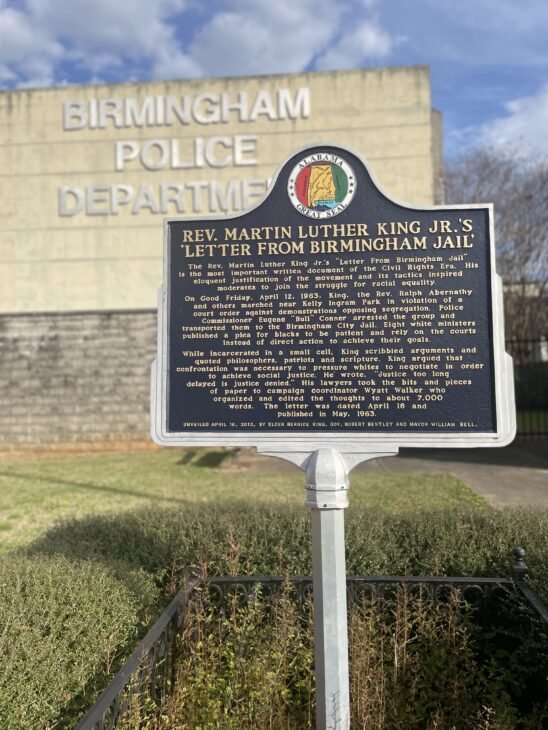 BIRMINGHAM
POLICE
DEPARTME
ALABAMA
GREAT SEAL
REV. MARTIN LUTHER KING JR.'S
'LETTER FROM BIRMINGHAM JAIL'
The Rev. Martin Luther King Jr.'s "Letter From Birmingham Jail"
is the most important written document of the Civil Rights Era. His
eloquent justification of the movement and its tactics inspired
moderates to join the struggle for racial equality.
On Good Friday, April 12, 1963, King, the Rev. Ralph Abernathy
and others marched near Kelly Ingram Park in violation of a
court order against demonstrations opposing segregation. Police
Commissioner Eugene "Bull" Connor arrested the group and
transported them to the Birmingham City Jail. Eight white ministers
published a plea for blacks to be patient and rely on the courts
instead of direct action to achieve their goals.
While incarcerated in a small cell, King scribbled arguments and
quoted philosophers, patriots and scripture. King argued that
confrontation was necessary to pressure whites to negotiate in order
to achieve social justice. He wrote, "Justice too long
delayed is justice denied." His lawyers took the bits and pieces
of paper to campaign coordinator Wyatt Walker who
organized and edited the thoughts to about 7,000
words. The letter was dated April 16 and
published in May, 1963.
UNVEILED APRIL 16, 2013, BY ELDER BERNICE KING, GOV. ROBERT BENTLEY AND MAYOR WILLIAM BELL.